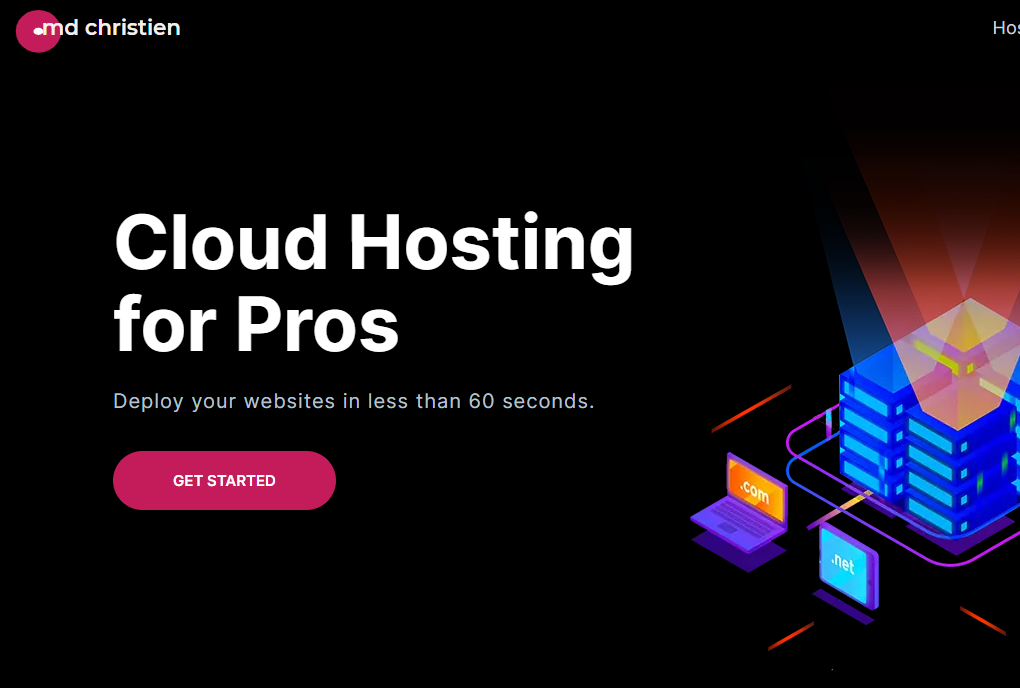 md christien
Hos
Cloud Hosting
for Pros
Deploy your websites in less than 60 seconds.
GET STARTED
.com
.net